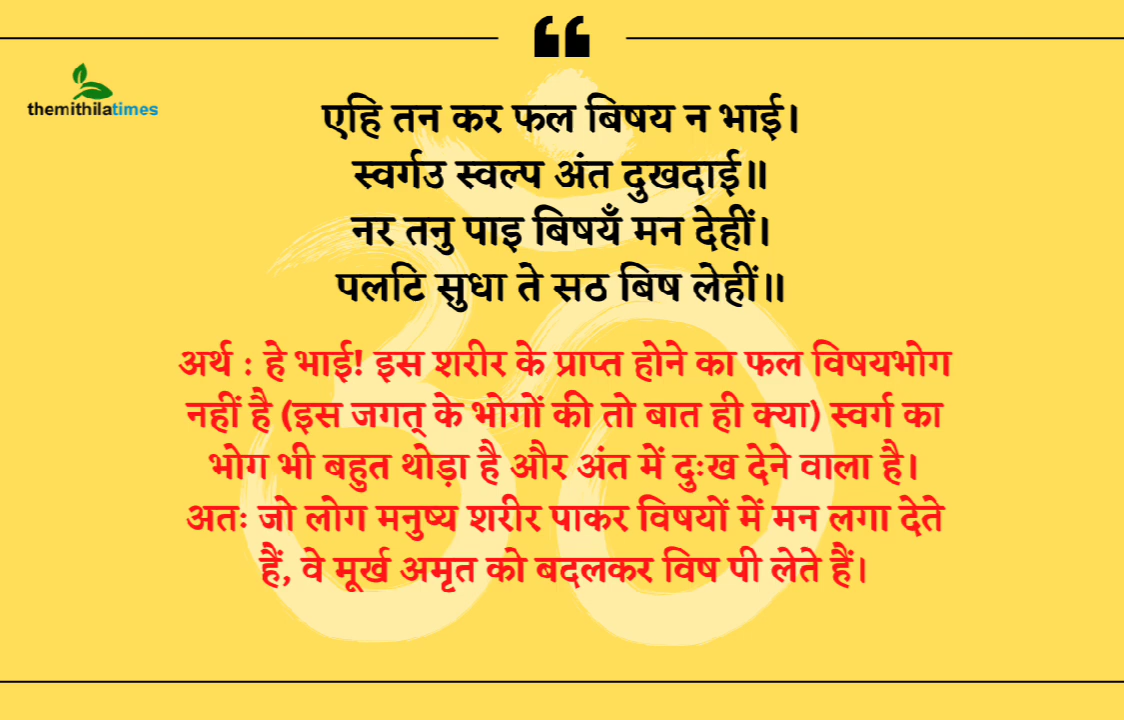 themithilatimes
एहि तन कर फल बिषय न भाई।
स्वर्गउ स्वल्प अंत दुखदाई॥
नर तनु पाइ बिषयँ मन देहीं।
पलटि सुधा ते सठ बिष लेहीं॥
अर्थ : हे भाई! इस शरीर के प्राप्त होने का फल विषयभोग
नहीं है (इस जगत् के भोगों की तो बात ही क्या) स्वर्ग का
भोग भी बहुत थोड़ा है और अंत में दुःख देने वाला है।
अतः जो लोग मनुष्य शरीर पाकर विषयों में मन लगा देते
हैं, वे मूर्ख अमृत को बदलकर विष पी लेते हैं।